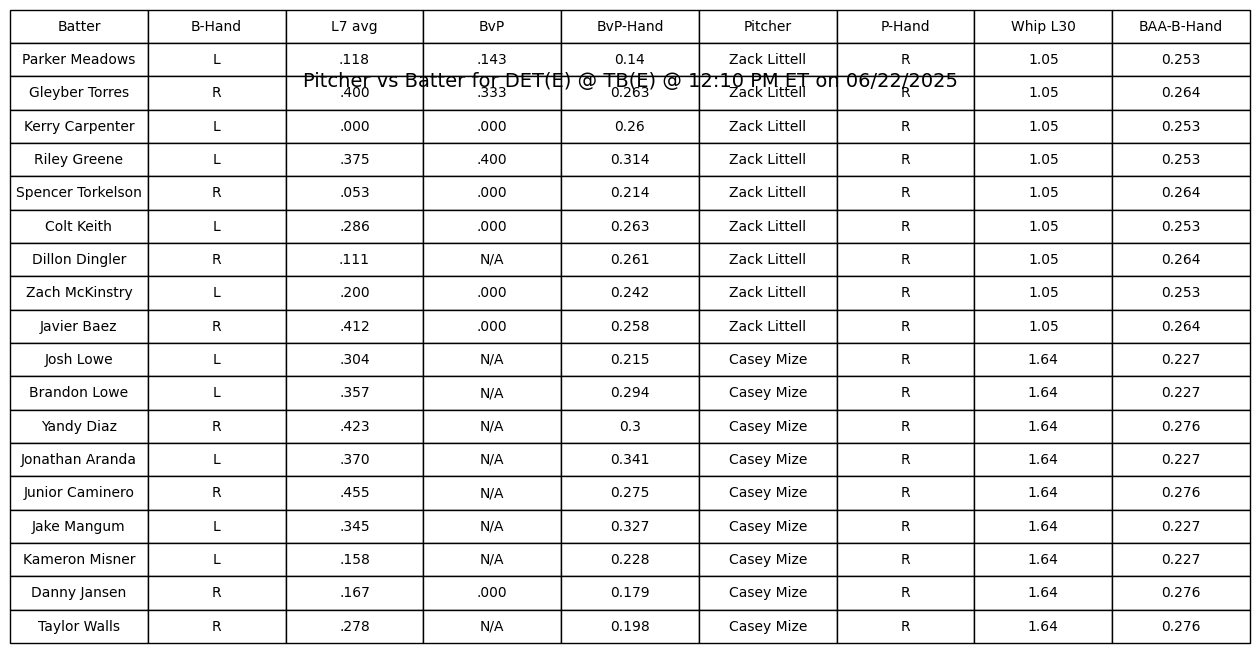 Batter B-Hand L7 avg BvP BvP-Hand Pitcher P-Hand Whip L30 BAA-B-Hand
Parker Meadows L .118 .143 0.14 Zack Littell R 1.05 0.253
Pitcher vs Batter for DET(E) @ TB(E) @ 12:10 PM ET on 06/22/2025
Gleyber Torres R .400 .333 0.263 Zack Littell R 1.05 0.264
Kerry Carpenter L .000 .000 0.26 Zack Littell R 1.05 0.253
Riley Greene L .375 .400 0.314 Zack Littell R 1.05 0.253
Spencer Torkelson R .053 .000 0.214 Zack Littell R 1.05 0.264
Colt Keith L .286 .000 0.263 Zack Littell R 1.05 0.253
Dillon Dingler R .111 N/A 0.261 Zack Littell R 1.05 0.264
Zach McKinstry L .200 .000 0.242 Zack Littell R 1.05 0.253
Javier Baez R .412 .000 0.258 Zack Littell R 1.05 0.264
Josh Lowe L .304 N/A 0.215 Casey Mize R 1.64 0.227
Brandon Lowe L .357 N/A 0.294 Casey Mize R 1.64 0.227
Yandy Diaz R .423 N/A 0.3 Casey Mize R 1.64 0.276
Jonathan Aranda L .370 N/A 0.341 Casey Mize R 1.64 0.227
Junior Caminero R .455 N/A 0.275 Casey Mize R 1.64 0.276
Jake Mangum L .345 N/A 0.327 Casey Mize R 1.64 0.227
Kameron Misner L .158 N/A 0.228 Casey Mize R 1.64 0.227
Danny Jansen R .167 .000 0.179 Casey Mize R 1.64 0.276
Taylor Walls R .278 N/A 0.198 Casey Mize R 1.64 0.276